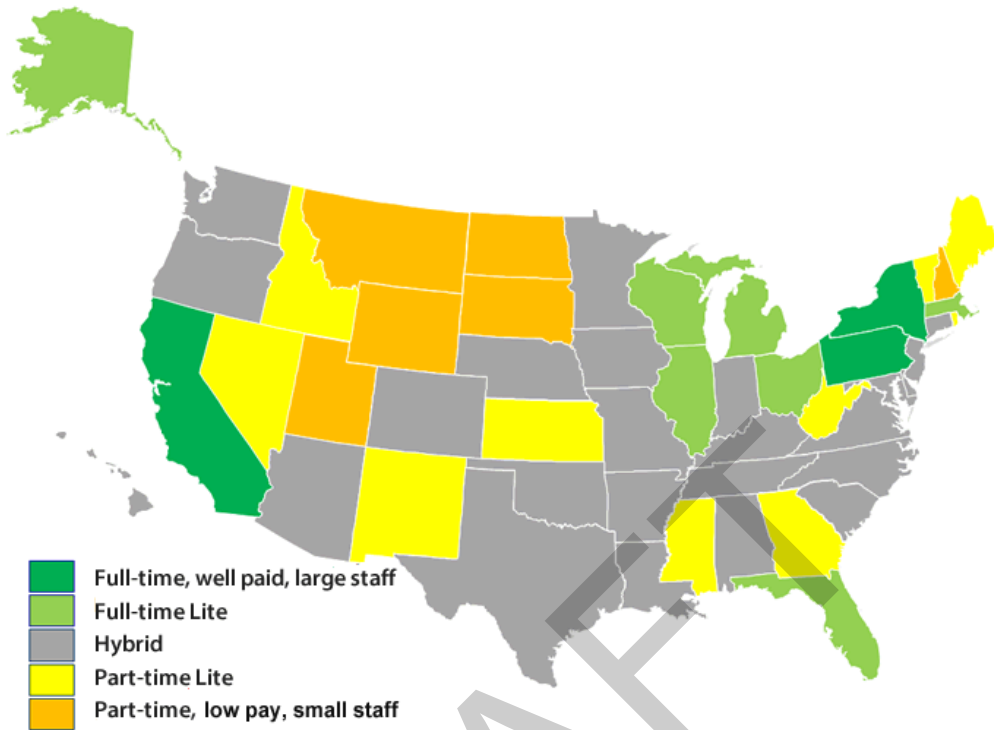 Full-time, well paid, large staff
Full-time Lite
Hybrid
Part-time Lite
Part-time, low pay, small staff